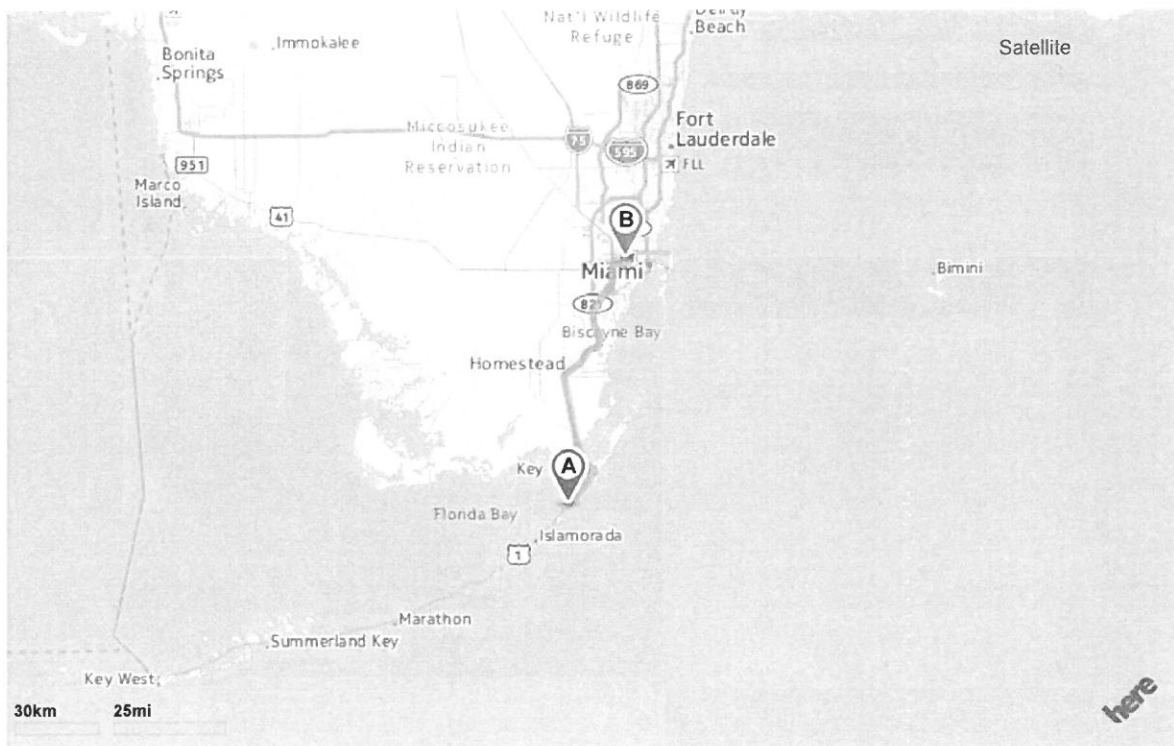 Nat'l Wildlife
Refuge
Beach
Satellite
Immokalee
Bonita
Springs
869
Fort
Lauderdale
Miccosukee
Indian
Reservation
75
595
FLL
951
Marco
Island
41
B
Miami
Bimini
Biscayne Bay
Homestead
Key
A
Florida Bay
Islamorada
1
Marathon
Summerland Key
Key West
30km
25mi
here